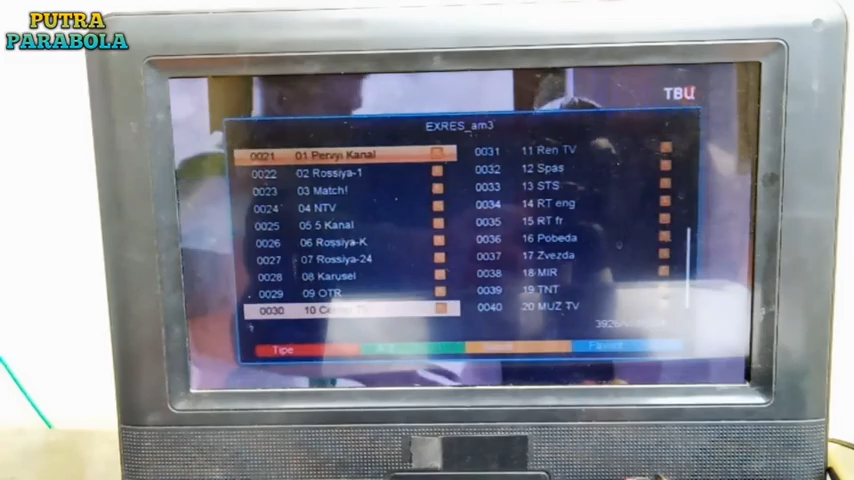 PUTRA
PARABOLA
ТВЦ
EXRES_am3
0021 01 Pervyi Kanal
0022 02 Rossiya-1
0023 03 Match!
0024 04 NTV
0025 05 5 Kanal
0026 06 Rossiya-K
0027 07 Rossiya-24
0028 08 Karusel
0029 09 OTR
0030 10
0031 11 Ren TV
0032 12 Spas
0033 13 STS
0034 14 RT eng
0035 15 RT fr
0036 16 Pobeda
0037 17 Zvezda
0038 18 MIR
0039 19 TNT
0040 20 MUZ TV
Tipe